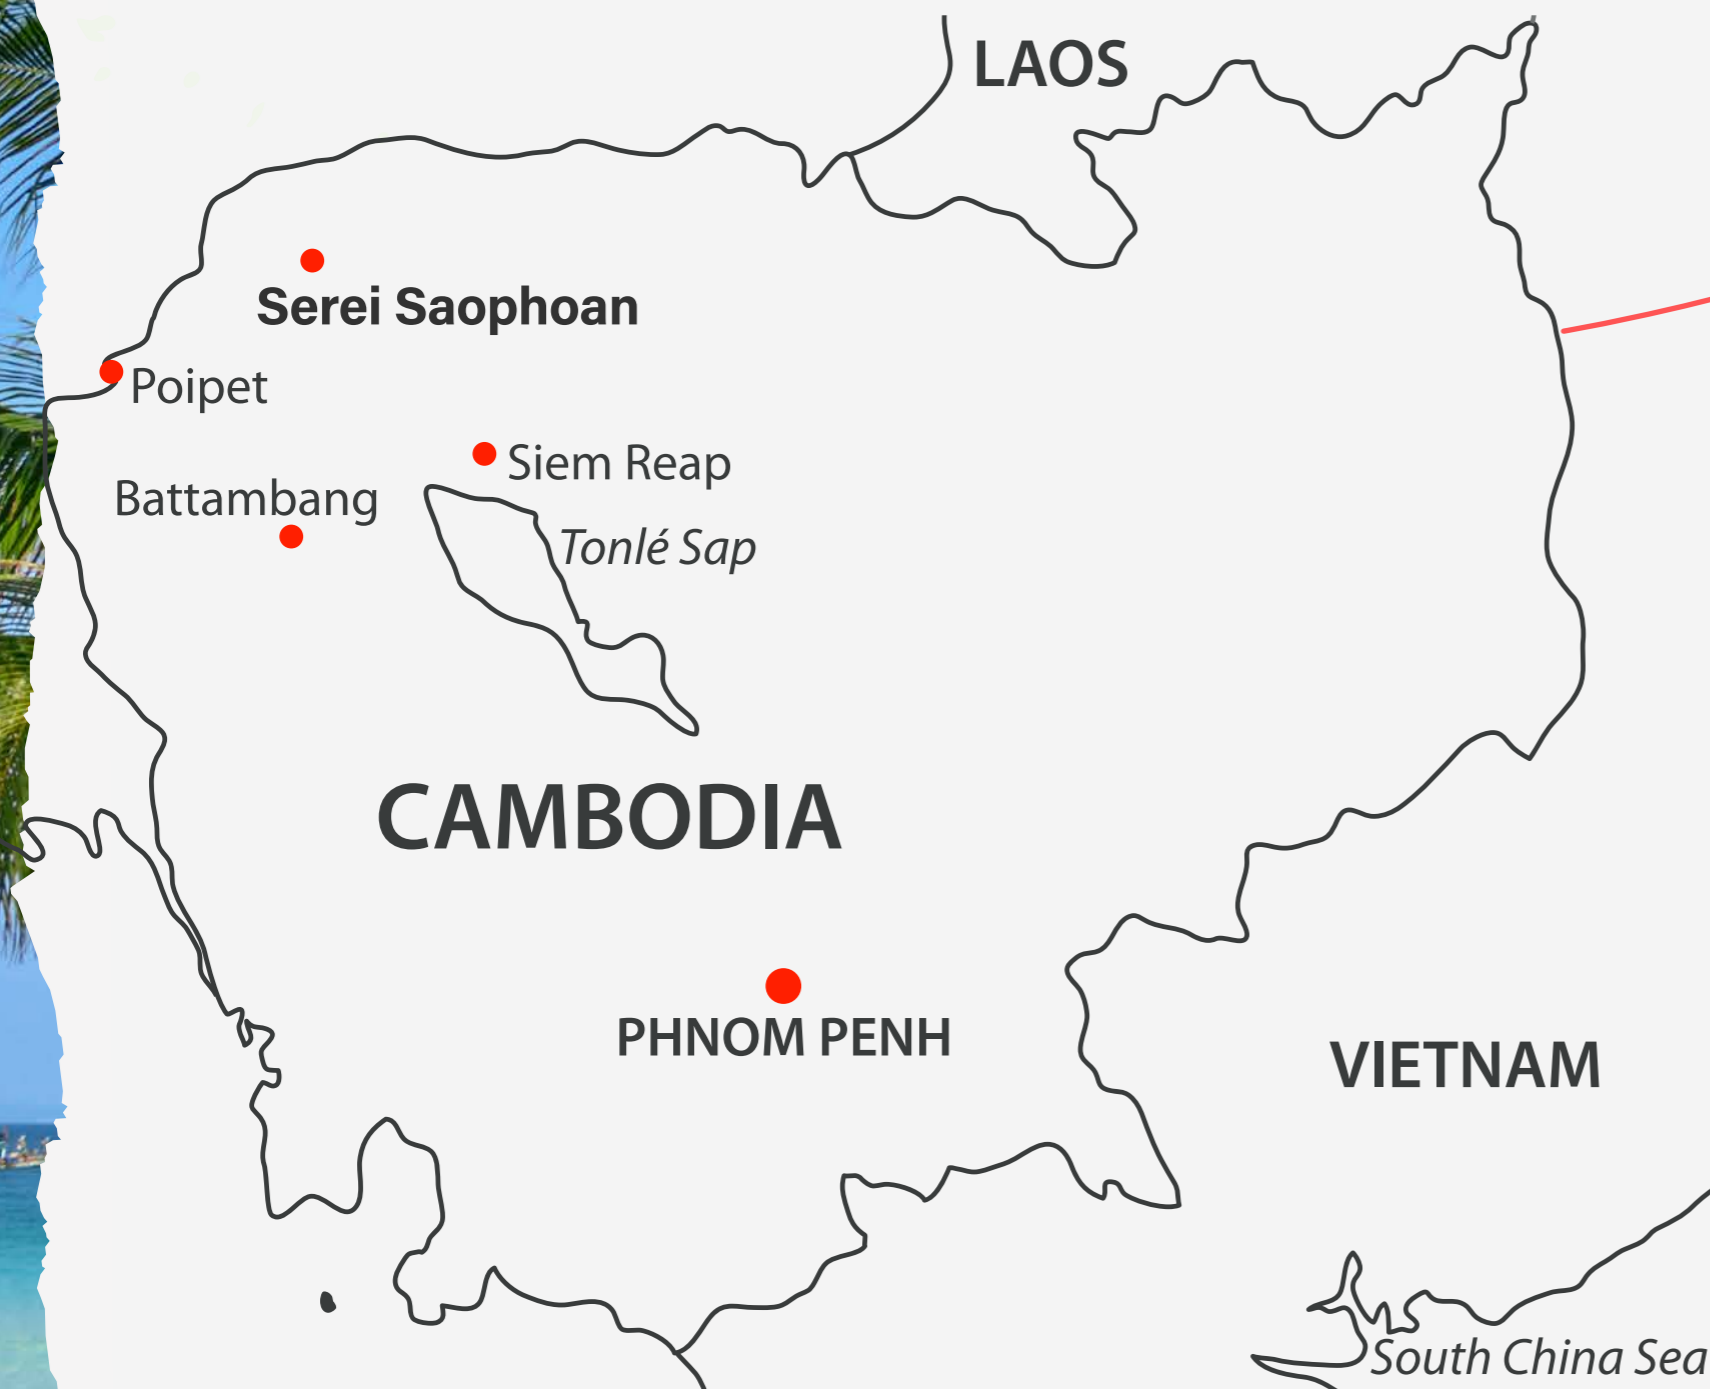 LAOS
Serei Saophoan
Poipet
Siem Reap
Battambang
Tonlé Sap
CAMBODIA
PHNOM PENH
VIETNAM
South China Sea